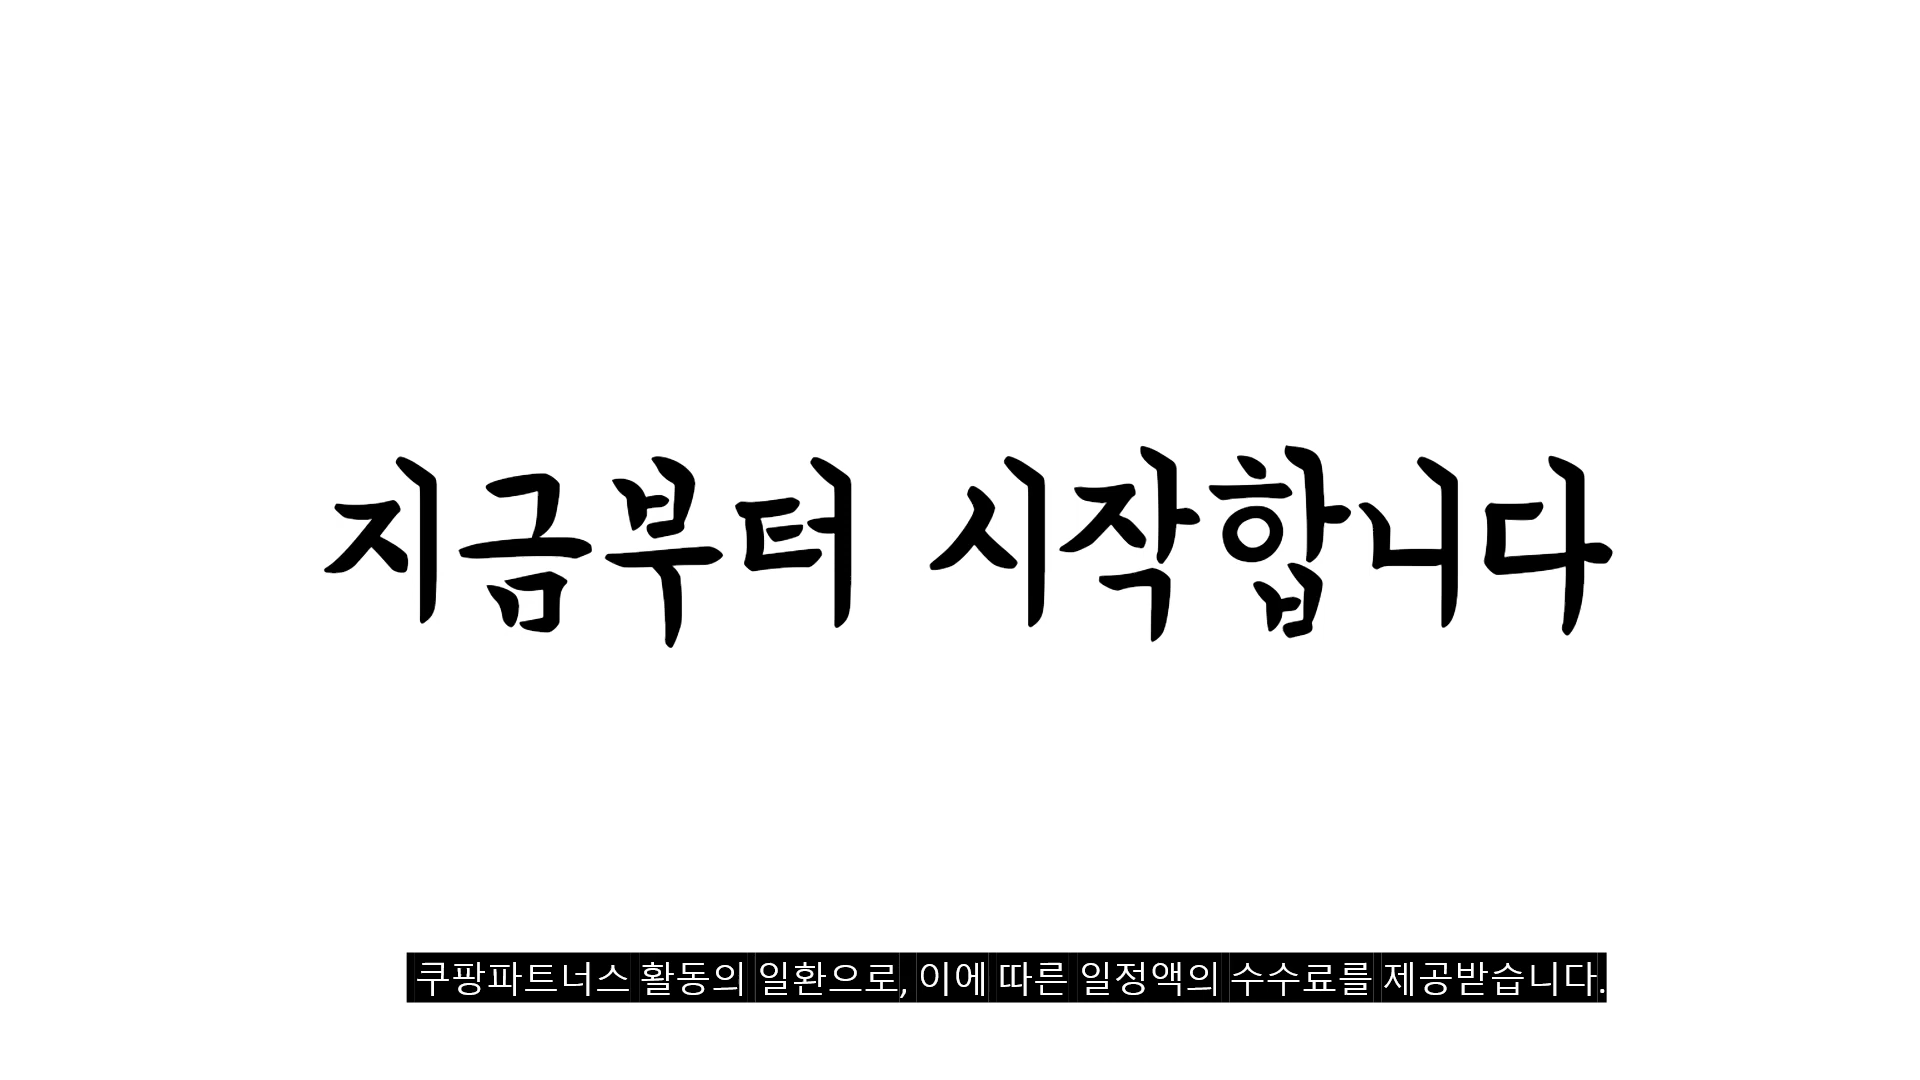 지금부터 시작합니다
쿠팡파트너스 활동의 일환으로, 이에 따른 일정액의 수수료를 제공받습니다.